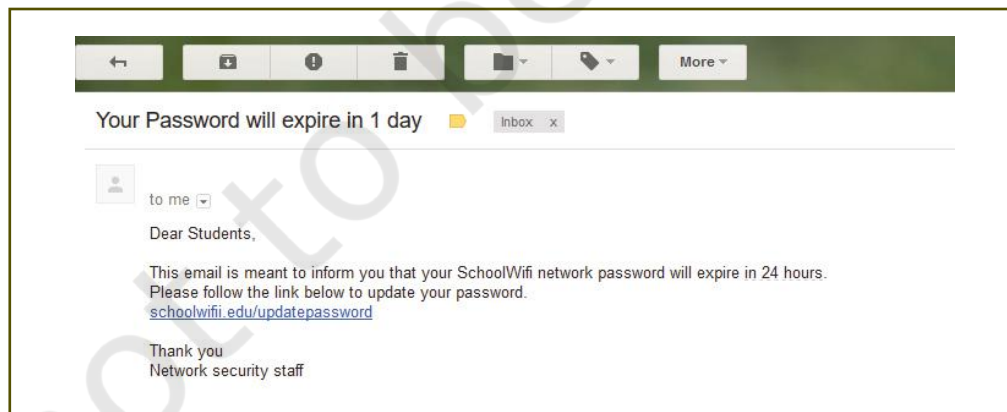 More
Your Password will expire in 1 day
Inbox x
to me
Dear Students,
This email is meant to inform you that your SchoolWifi network password will expire in 24 hours.
Please follow the link below to update your password.
schoolwifii.edu/updatepassword
Thank you
Network security staff